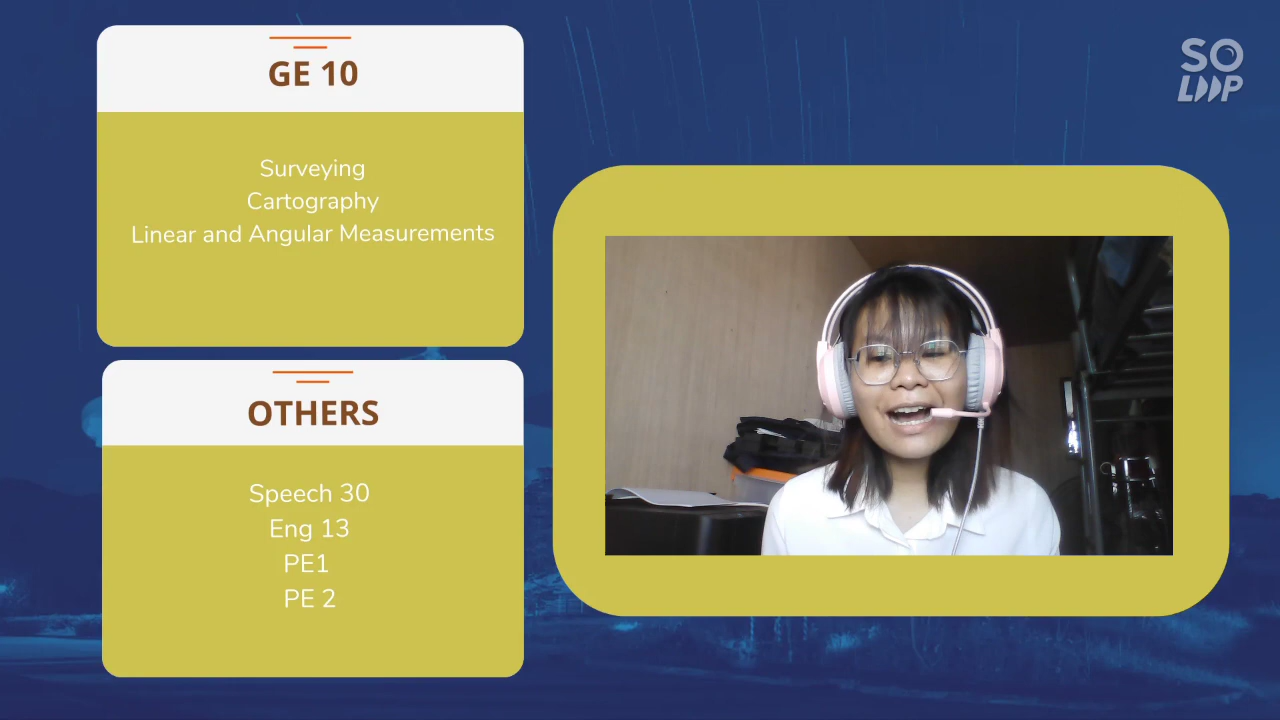 GE 10
Surveying
Cartography
Linear and Angular Measurements
OTHERS
Speech 30
Eng 13
PE1
PE 2
SO
LOOP